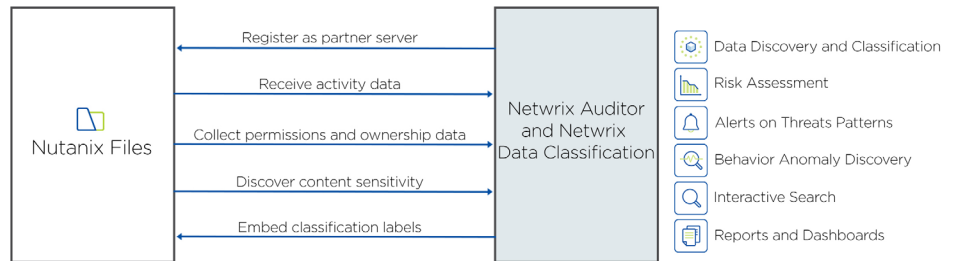 Nutanix Files
Register as partner server
Receive activity data
Collect permissions and ownership data
Discover content sensitivity
Embed classification labels
Netwrix Auditor
and Netwrix
Data Classification
Data Discovery and Classification
Risk Assessment
Alerts on Threats Patterns
Behavior Anomaly Discovery
Interactive Search
Reports and Dashboards